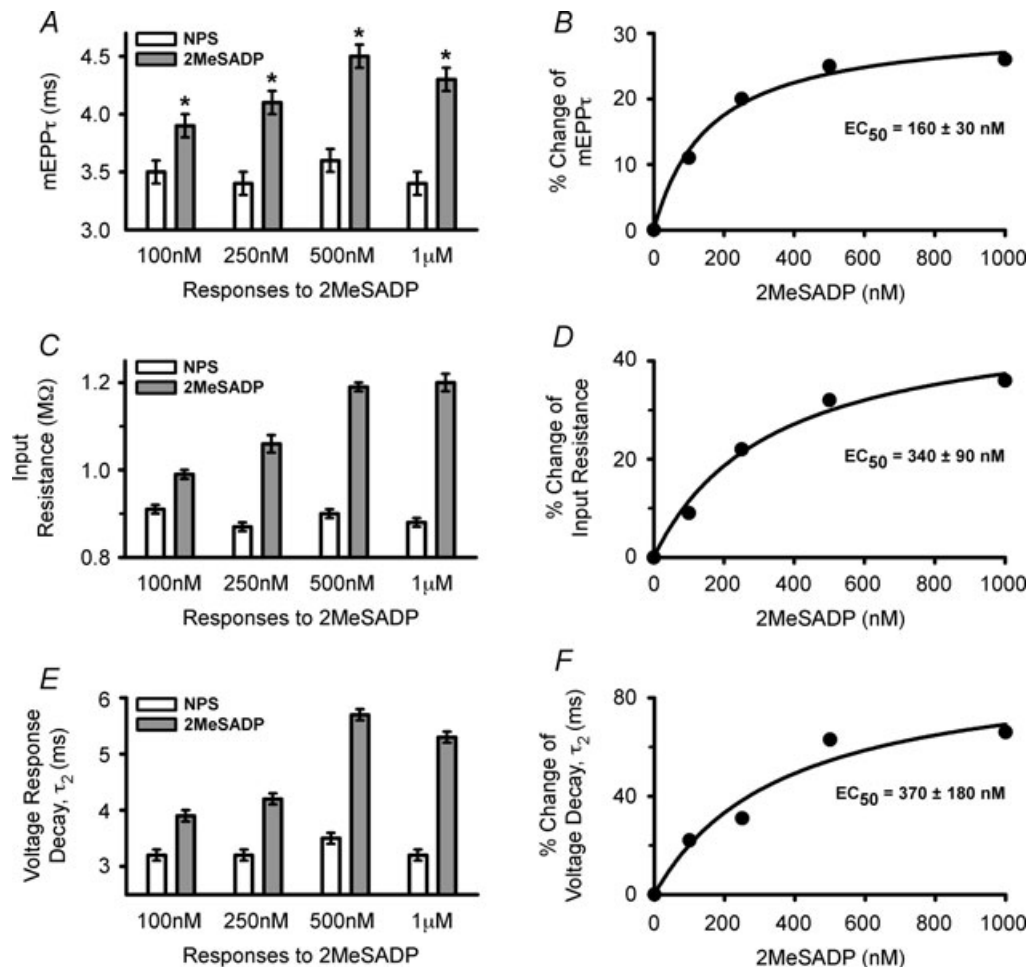 A
NPS
2MeSADP
mEPPτ (ms)
4.5
4.0
3.5
3.0
* * * *
100nM 250nM 500nM 1μM
Responses to 2MeSADP
B
% Change of
mEPPτ
30
20
10
0
EC50 = 160 ± 30 nM
0 200 400 600 800 1000
2MeSADP (nM)
C
NPS
2MeSADP
Input
Resistance (MΩ)
1.2
1.0
0.8
100nM 250nM 500nM 1μM
Responses to 2MeSADP
D
% Change of
Input Resistance
40
20
0
EC50 = 340 ± 90 nM
0 200 400 600 800 1000
2MeSADP (nM)
E
NPS
2MeSADP
Voltage Response
Decay, τ2 (ms)
6
5
4
3
100nM 250nM 500nM 1μM
Responses to 2MeSADP
F
% Change of
Voltage Decay, τ2 (ms)
80
40
0
EC50 = 370 ± 180 nM
0 200 400 600 800 1000
2MeSADP (nM)